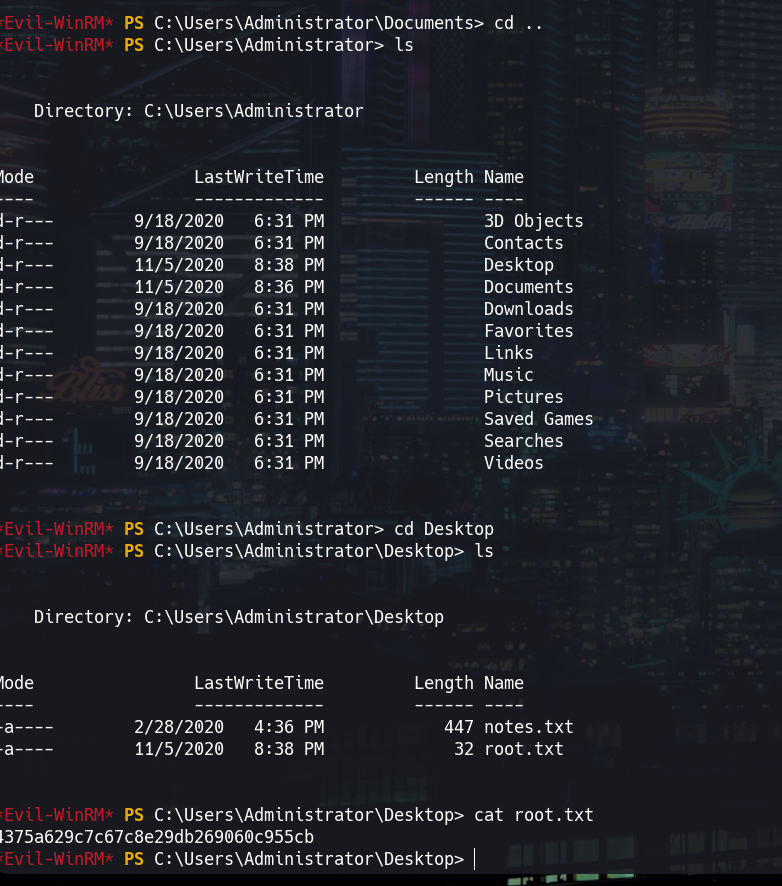 *Evil-WinRM* PS C:\Users\Administrator\Documents> cd ..
*Evil-WinRM* PS C:\Users\Administrator> ls
Directory: C:\Users\Administrator
Mode LastWriteTime Length Name
---- ------------- ------ ----
d-r--- 9/18/2020 6:31 PM 3D Objects
d-r--- 9/18/2020 6:31 PM Contacts
d-r--- 11/5/2020 8:38 PM Desktop
d-r--- 11/5/2020 8:36 PM Documents
d-r--- 9/18/2020 6:31 PM Downloads
d-r--- 9/18/2020 6:31 PM Favorites
d-r--- 9/18/2020 6:31 PM Links
d-r--- 9/18/2020 6:31 PM Music
d-r--- 9/18/2020 6:31 PM Pictures
d-r--- 9/18/2020 6:31 PM Saved Games
d-r--- 9/18/2020 6:31 PM Searches
d-r--- 9/18/2020 6:31 PM Videos
*Evil-WinRM* PS C:\Users\Administrator> cd Desktop
*Evil-WinRM* PS C:\Users\Administrator\Desktop> ls
Directory: C:\Users\Administrator\Desktop
Mode LastWriteTime Length Name
---- ------------- ------ ----
-a---- 2/28/2020 4:36 PM 447 notes.txt
-a---- 11/5/2020 8:38 PM 32 root.txt
*Evil-WinRM* PS C:\Users\Administrator\Desktop> cat root.txt
4375a629c7c67c8e29db269060c955cb
*Evil-WinRM* PS C:\Users\Administrator\Desktop>